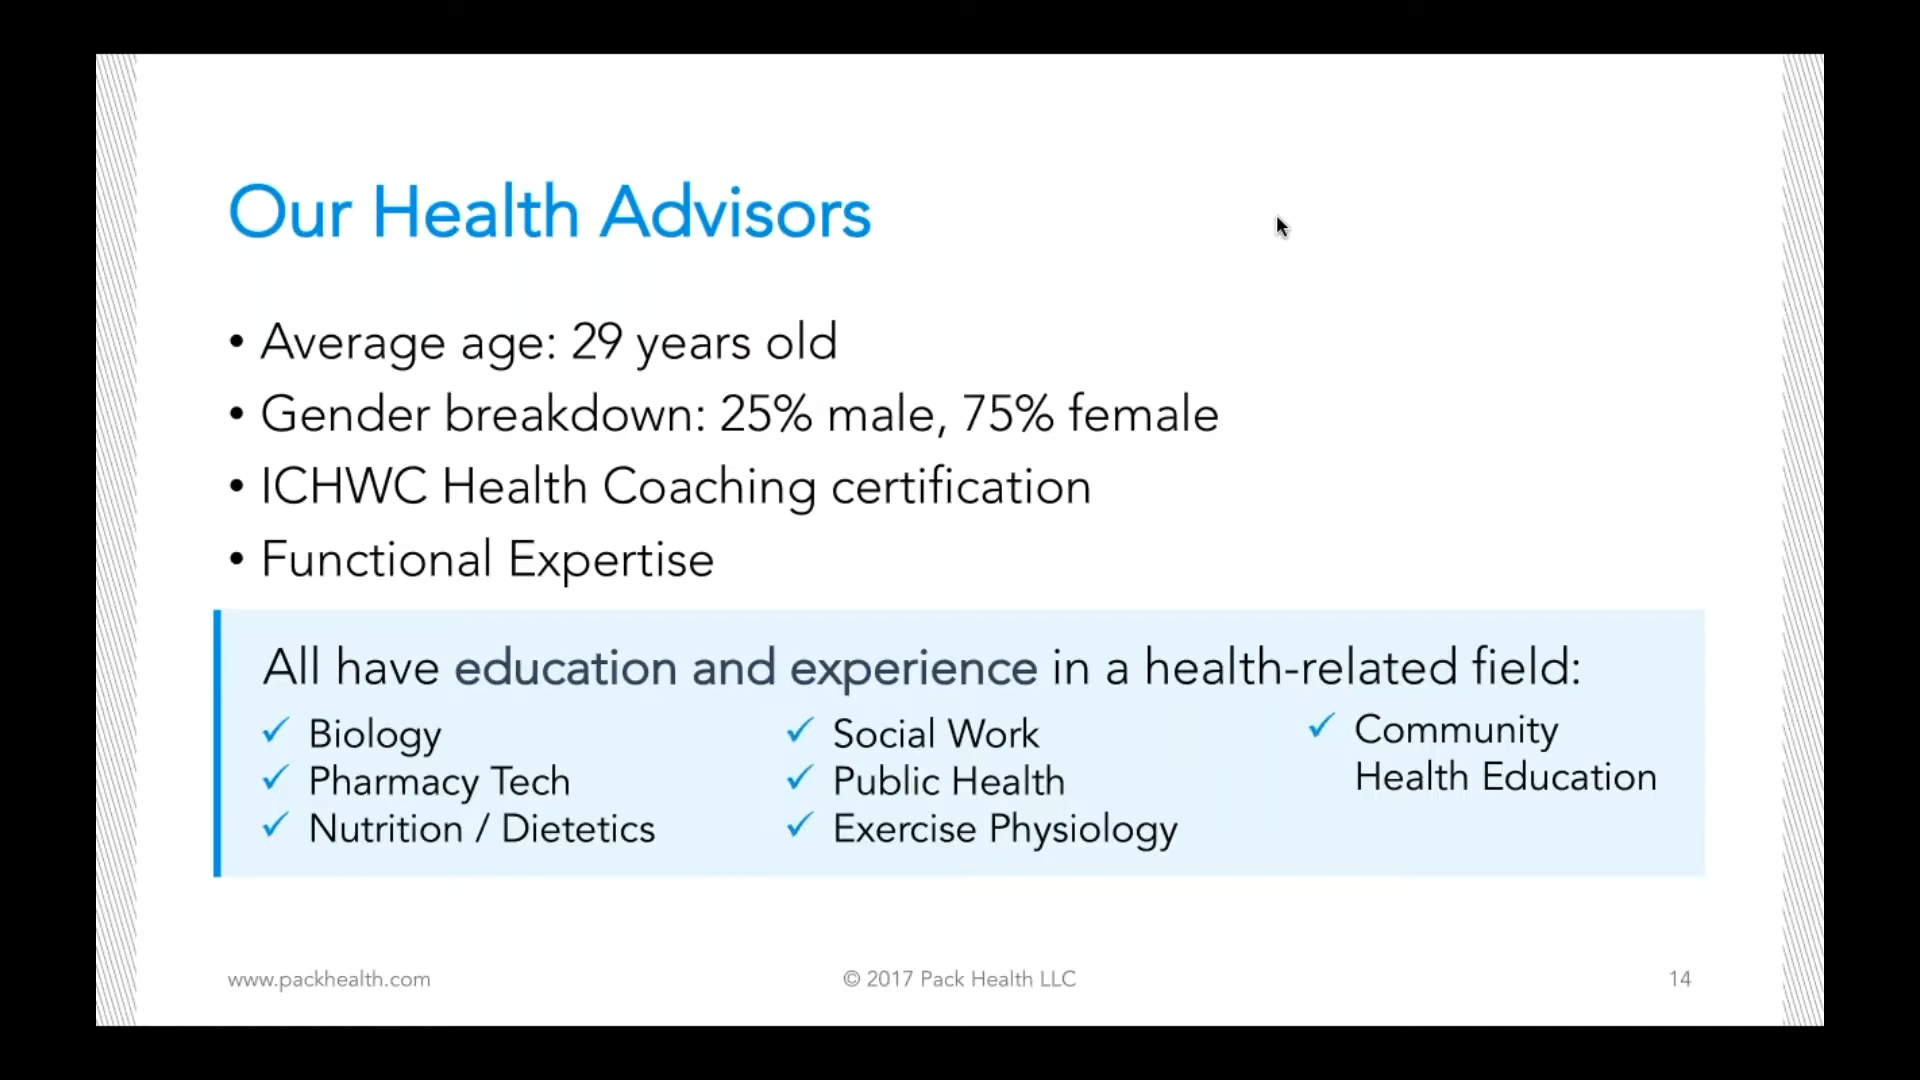 Our Health Advisors
• Average age: 29 years old
• Gender breakdown: 25% male, 75% female
• ICHWC Health Coaching certification
• Functional Expertise
All have education and experience in a health-related field:
✓ Biology
✓ Pharmacy Tech
✓ Nutrition / Dietetics
✓ Social Work
✓ Public Health
✓ Exercise Physiology
✓ Community
Health Education
www.packhealth.com
© 2017 Pack Health LLC
14